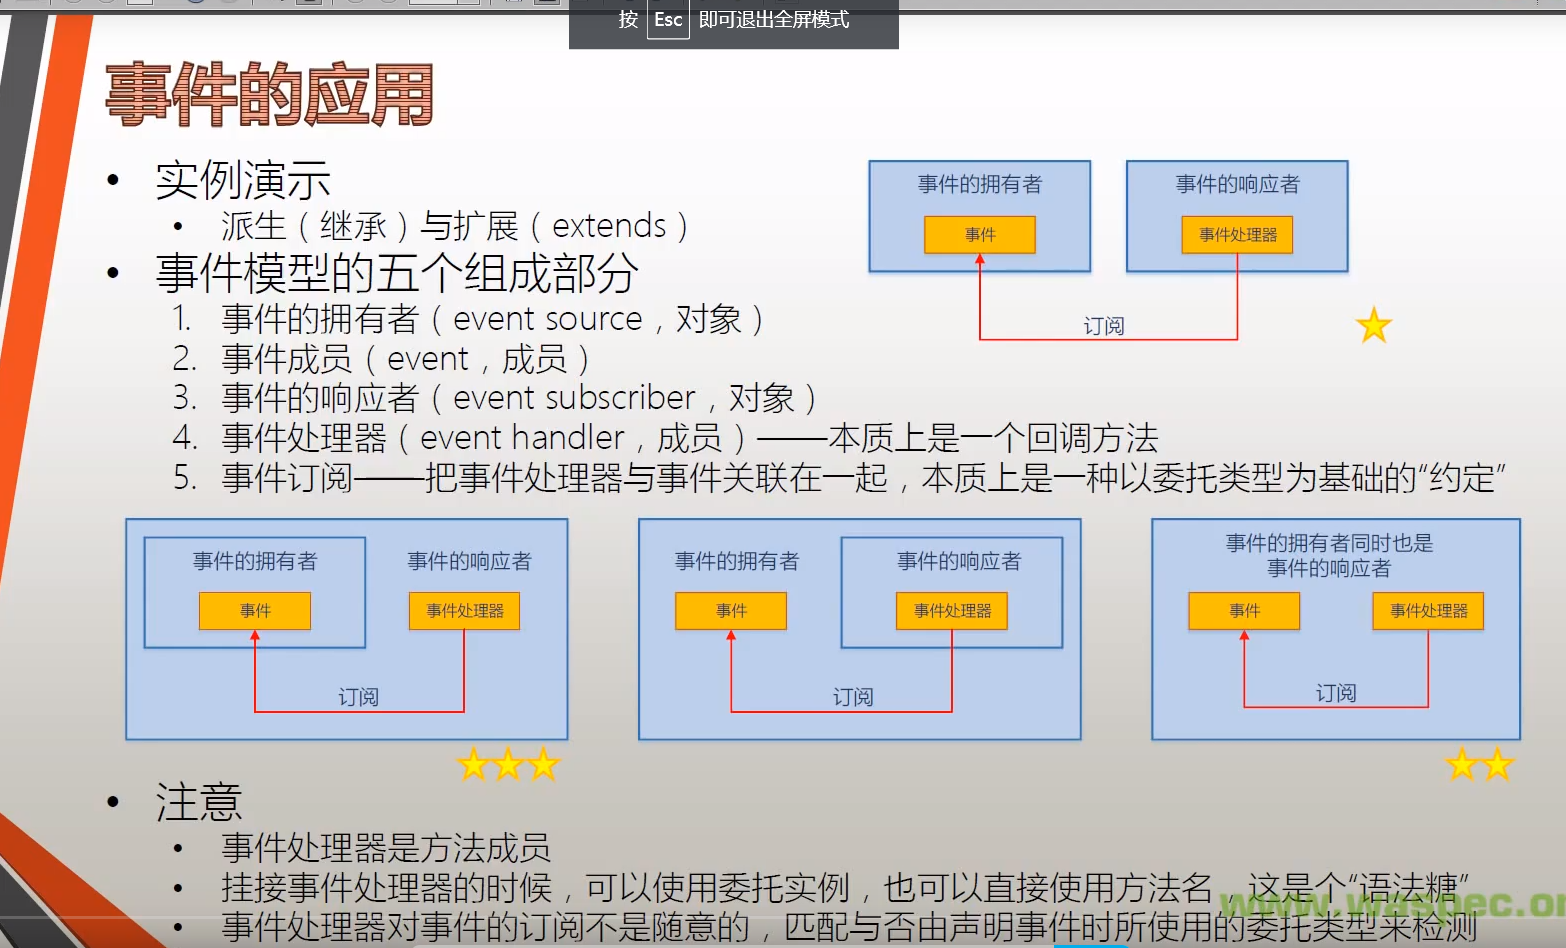 按 Esc 即可退出全屏模式
事件的应用
• 实例演示
• 派生（继承）与扩展（extends）
• 事件模型的五个组成部分
1. 事件的拥有者（event source，对象）
2. 事件成员（event，成员）
3. 事件的响应者（event subscriber，对象）
4. 事件处理器（event handler，成员）——本质上是一个回调方法
5. 事件订阅——把事件处理器与事件关联在一起，本质上是一种以委托类型为基础的“约定”
事件的拥有者
事件
事件的响应者
事件处理器
订阅
事件的拥有者
事件
事件的响应者
事件处理器
订阅
事件的拥有者
事件
事件的响应者
事件处理器
订阅
事件的拥有者同时也是
事件的响应者
事件
事件处理器
订阅
• 注意
• 事件处理器是方法成员
• 挂接事件处理器的时候，可以使用委托实例，也可以直接使用方法名，这是个“语法糖”
• 事件处理器对事件的订阅不是随意的，匹配与否由声明事件时所使用的委托类型来检测